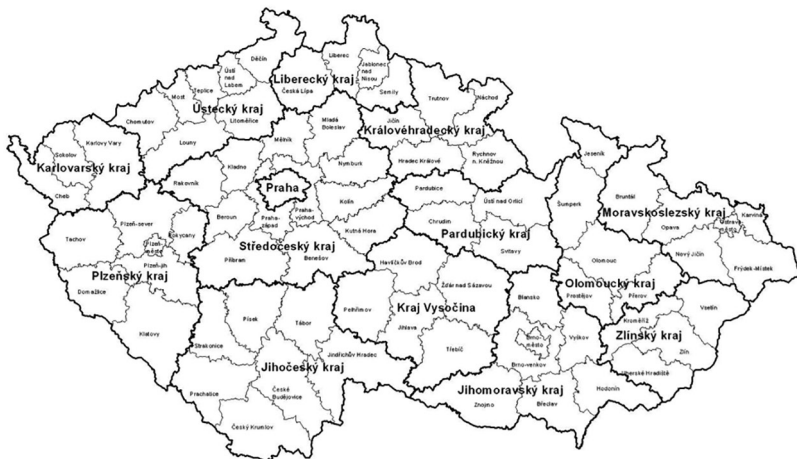 Děčín
Ústí
nad
Labem
Liberec
Jablonec
nad
Nisou
Teplice
Most
Liberecký kraj
Česká Lípa
Semily
Trutnov
Náchod
Ústecký kraj
Chomutov
Litoměřice
Louny
Mladá
Boleslav
Jičín
Královéhradecký kraj
Mělník
Karlovy Vary
Sokolov
Karlovarský kraj
Cheb
Kladno
Rakovník
Nymburk
Hradec Králové
Rychnov
n. Kněžnou
Jeseník
Praha
Kolín
Pardubice
Ústí nad Orlicí
Šumperk
Bruntál
Moravskoslezský kraj
Karviná
Ostrava
město
Opava
Beroun
Praha-
západ
Praha-
východ
Kutná Hora
Chrudim
Pardubický kraj
Svitavy
Plzeň-sever
Rokycany
Tachov
Plzeň-
město
Plzeň-jih
Plzeňský kraj
Domažlice
Klatovy
Středočeský kraj
Příbram
Benešov
Havlíčkův Brod
Žďár nad Sázavou
Olomouc
Nový Jičín
Frýdek-Místek
Olomoucký kraj
Prostějov
Přerov
Blansko
Vsetín
Kroměříž
Zlínský kraj
Zlín
Uherské Hradiště
Písek
Tábor
Pelhřimov
Kraj Vysočina
Jihlava
Třebíč
Brno-
město
Vyškov
Brno-venkov
Strakonice
Jindřichův Hradec
Jihočeský kraj
Prachatice
České
Budějovice
Český Krumlov
Jihomoravský kraj
Znojmo
Břeclav
Hodonín